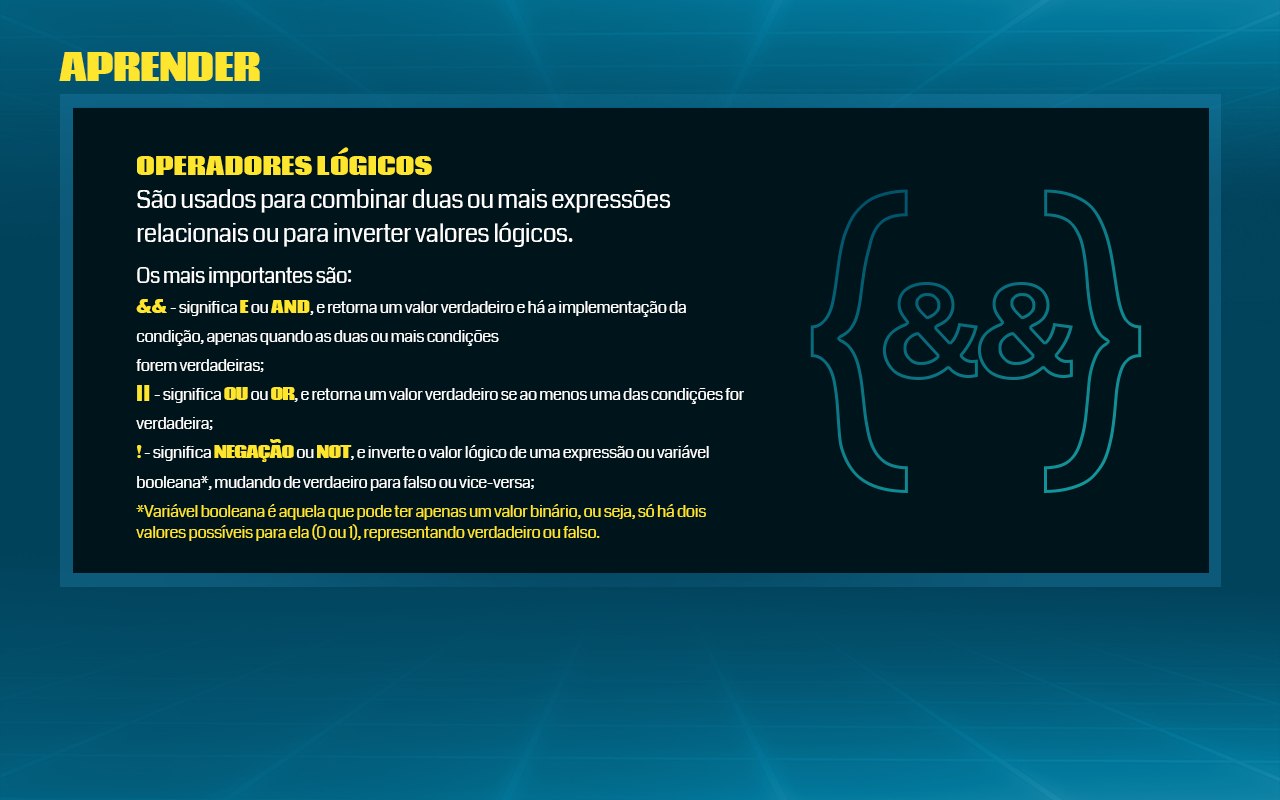 APRENDER
OPERADORES LÓGICOS
São usados para combinar duas ou mais expressões
relacionais ou para inverter valores lógicos.
Os mais importantes são:
&& - significa E ou AND, e retorna um valor verdadeiro e há a implementação da
condição, apenas quando as duas ou mais condições
forem verdadeiras;
|| - significa OU ou OR, e retorna um valor verdadeiro se ao menos uma das condições for
verdadeira;
! - significa NEGAÇÃO ou NOT, e inverte o valor lógico de uma expressão ou variável
booleana*, mudando de verdaeiro para falso ou vice-versa;
*Variável booleana é aquela que pode ter apenas um valor binário, ou seja, só há dois
valores possíveis para ela (0 ou 1), representando verdadeiro ou falso.
{&&}